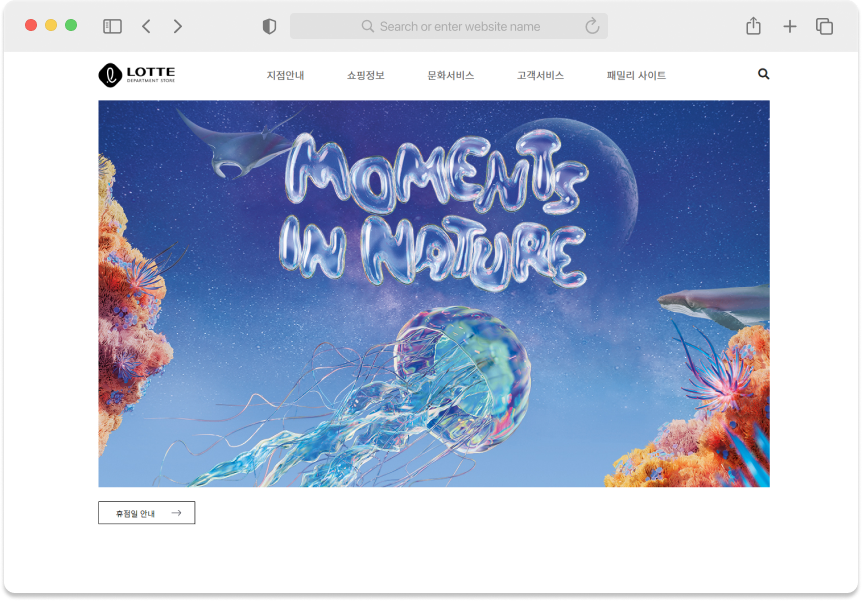 Search or enter website name
LOTTE
DEPARTMENT STORE
지점안내
쇼핑정보
문화서비스
고객서비스
패밀리 사이트
MOMENTS
IN NATURE
휴점일 안내